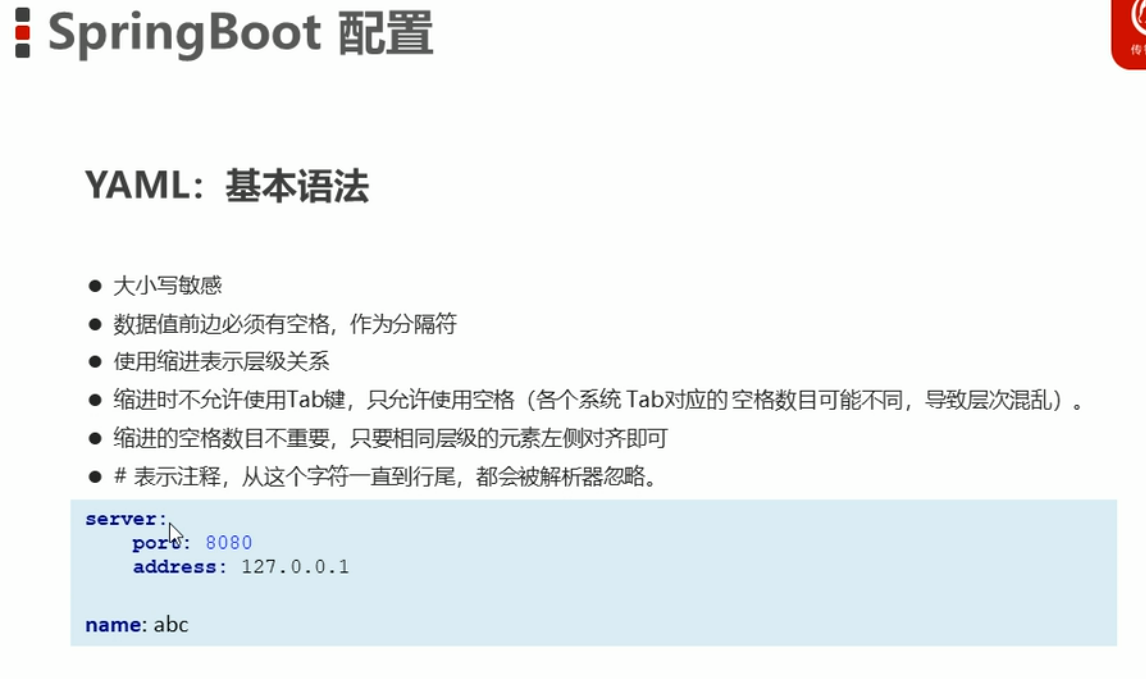 SpringBoot 配置
YAML：基本语法
● 大小写敏感
● 数据值前边必须有空格，作为分隔符
● 使用缩进表示层级关系
● 缩进时不允许使用Tab键，只允许使用空格（各个系统 Tab对应的 空格数目可能不同，导致层次混乱）。
● 缩进的空格数目不重要，只要相同层级的元素左侧对齐即可
● # 表示注释，从这个字符一直到行尾，都会被解析器忽略。
server:
    port: 8080
    address: 127.0.0.1
name: abc